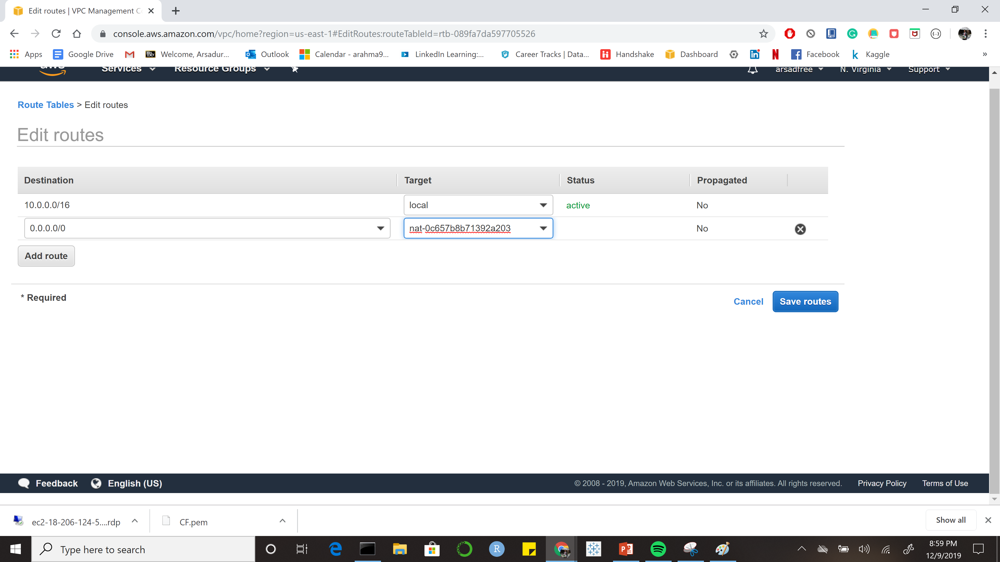 Edit routes | VPC Management C
console.aws.amazon.com/vpc/home?region=us-east-1#EditRoutes:routeTableId=rtb-089fa7da597705526
Apps Google Drive Bb Welcome, Arsadur... Outlook Calendar - arahma9... LinkedIn Learning:... Career Tracks | Data... Handshake Dashboard Facebook Kaggle »
aws Services Resource Groups arsadfree N. Virginia Support
Route Tables > Edit routes
Edit routes
Destination Target Status Propagated
10.0.0.0/16 local active No
0.0.0.0/0 nat-0c657b8b71392a203 No
Add route
* Required
Cancel Save routes
Feedback English (US) © 2008 - 2019, Amazon Web Services, Inc. or its affiliates. All rights reserved. Privacy Policy Terms of Use
ec2-18-206-124-5....rdp CF.pem Show all
Type here to search
8:59 PM
12/9/2019